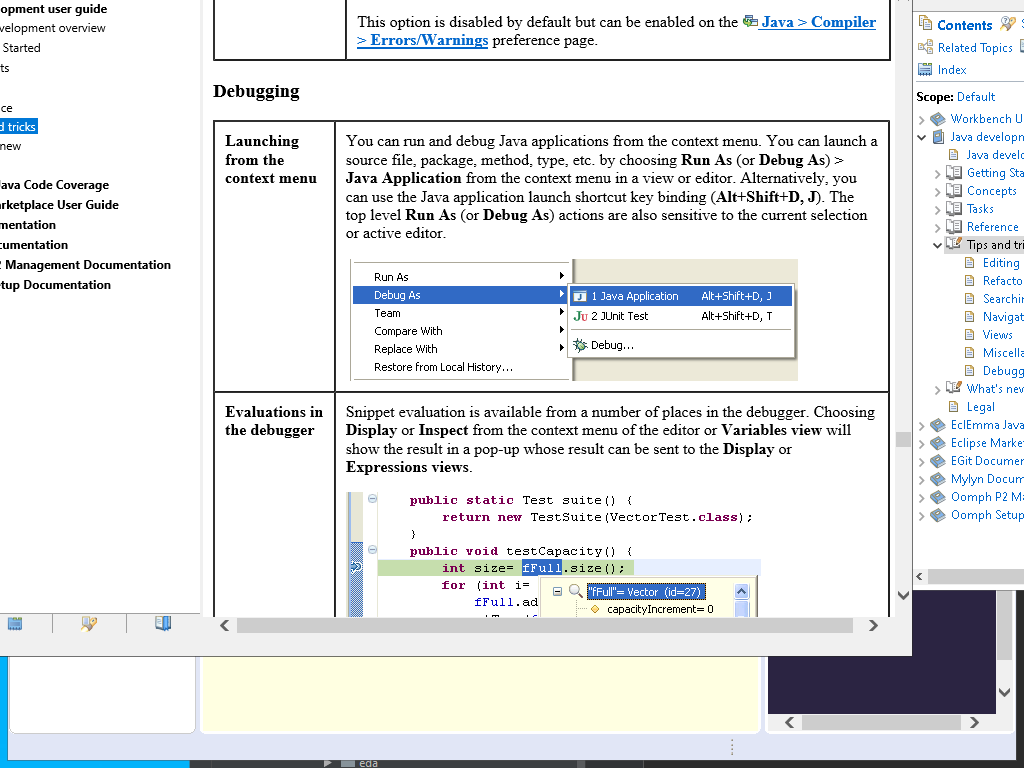 opment user guide
velopment overview
Started
ts
ce
d tricks
new
ava Code Coverage
rketplace User Guide
mentation
cumentation
2 Management Documentation
tup Documentation
This option is disabled by default but can be enabled on the Java > Compiler
> Errors/Warnings preference page.
Debugging
Launching
from the
context menu
You can run and debug Java applications from the context menu. You can launch a
source file, package, method, type, etc. by choosing Run As (or Debug As) >
Java Application from the context menu in a view or editor. Alternatively, you
can use the Java application launch shortcut key binding (Alt+Shift+D, J). The
top level Run As (or Debug As) actions are also sensitive to the current selection
or active editor.
Run As
Debug As
Team
Compare With
Replace With
Restore from Local History...
1 Java Application Alt+Shift+D, J
2 JUnit Test Alt+Shift+D, T
Debug...
Evaluations in
the debugger
Snippet evaluation is available from a number of places in the debugger. Choosing
Display or Inspect from the context menu of the editor or Variables view will
show the result in a pop-up whose result can be sent to the Display or
Expressions views.
public static Test suite() {
return new TestSuite(VectorTest.class);
}
public void testCapacity() {
int size= fFull.size();
for (int i=
fFull.ad
"fFull"= Vector (id=27)
capacityIncrement= 0
Contents
Related Topics
Index
Scope: Default
Workbench U
Java developm
Java develo
Getting Sta
Concepts
Tasks
Reference
Tips and tri
Editing
Refacto
Searchin
Navigat
Views
Miscella
Debugg
What's new
Legal
EclEmma Java
Eclipse Market
EGit Documen
Mylyn Docum
Oomph P2 Ma
Oomph Setup
eda